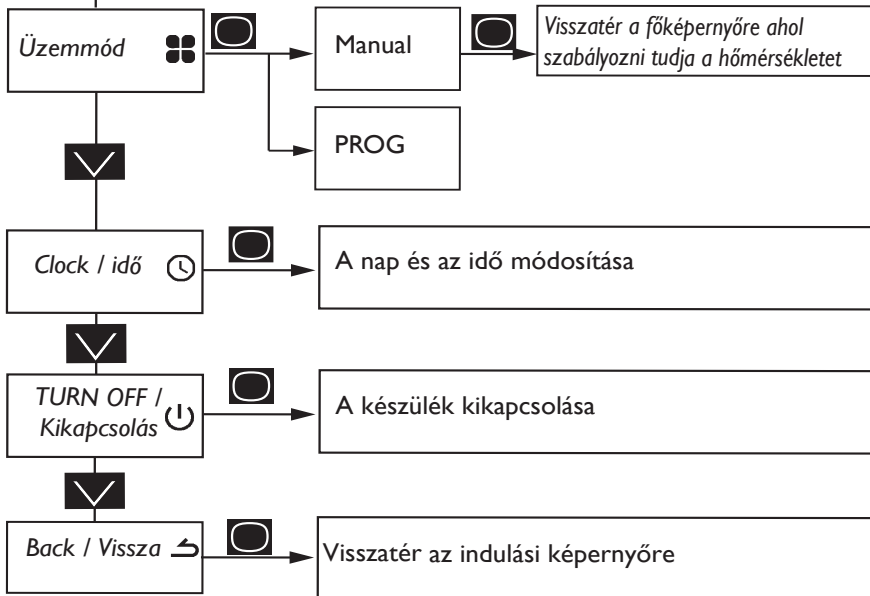 Üzemmód
Manual
Visszatér a főképernyőre ahol
szabályozni tudja a hőmérsékletet
PROG
Clock / idő
A nap és az idő módosítása
TURN OFF /
Kikapcsolás
A készülék kikapcsolása
Back / Vissza
Visszatér az indulási képernyőre